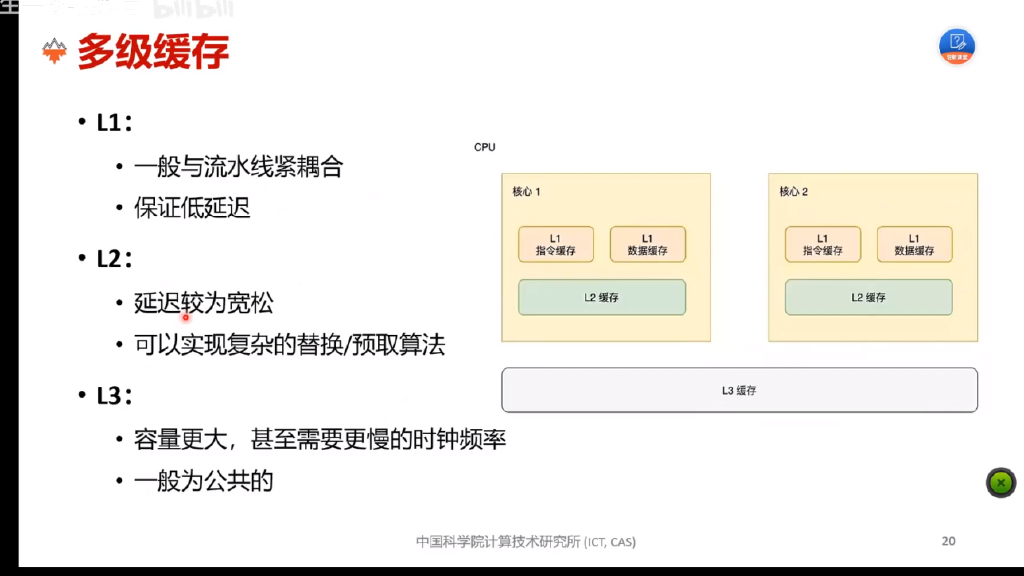 多级缓存
• L1：
• 一般与流水线紧耦合
• 保证低延迟
• L2：
• 延迟较为宽松
• 可以实现复杂的替换/预取算法
• L3：
• 容量更大，甚至需要更慢的时钟频率
• 一般为公共的
CPU
核心 1
L1
指令缓存
L1
数据缓存
L2 缓存
核心 2
L1
指令缓存
L1
数据缓存
L2 缓存
L3 缓存
中国科学院计算技术研究所 (ICT, CAS)
20
bilibili